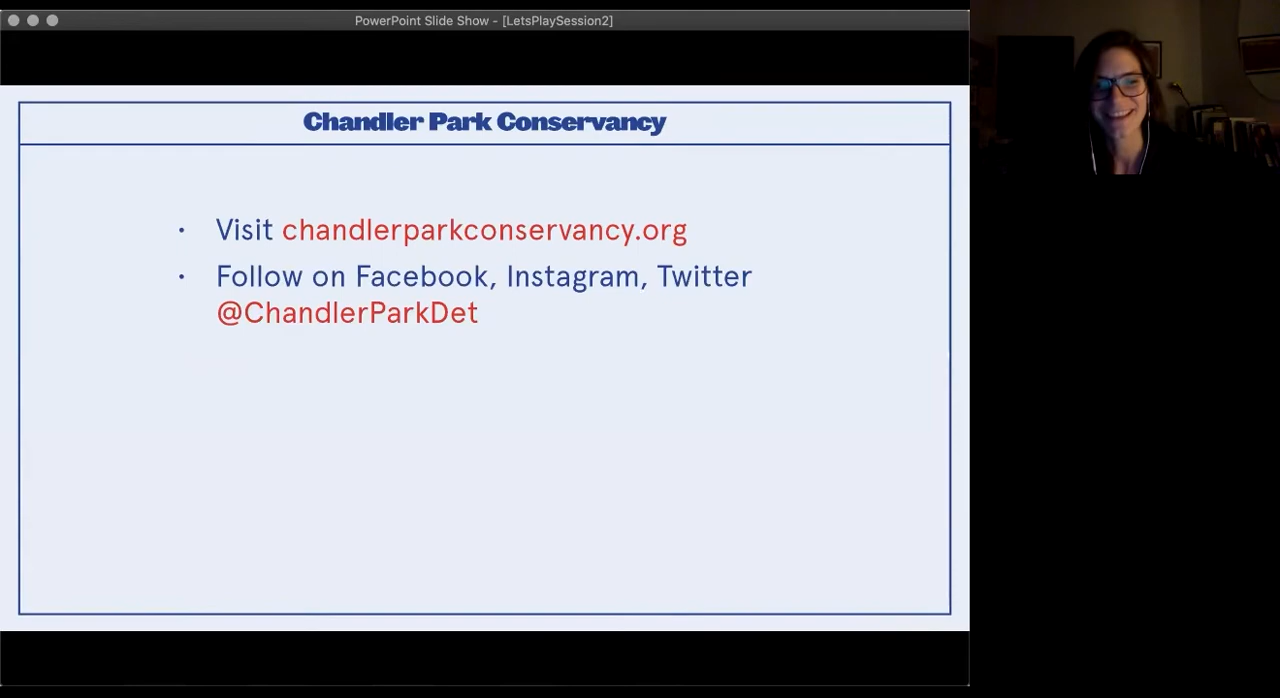 PowerPoint Slide Show - [LetsPlaySession2]
Chandler Park Conservancy
• Visit chandlerparkconservancy.org
• Follow on Facebook, Instagram, Twitter
@ChandlerParkDet